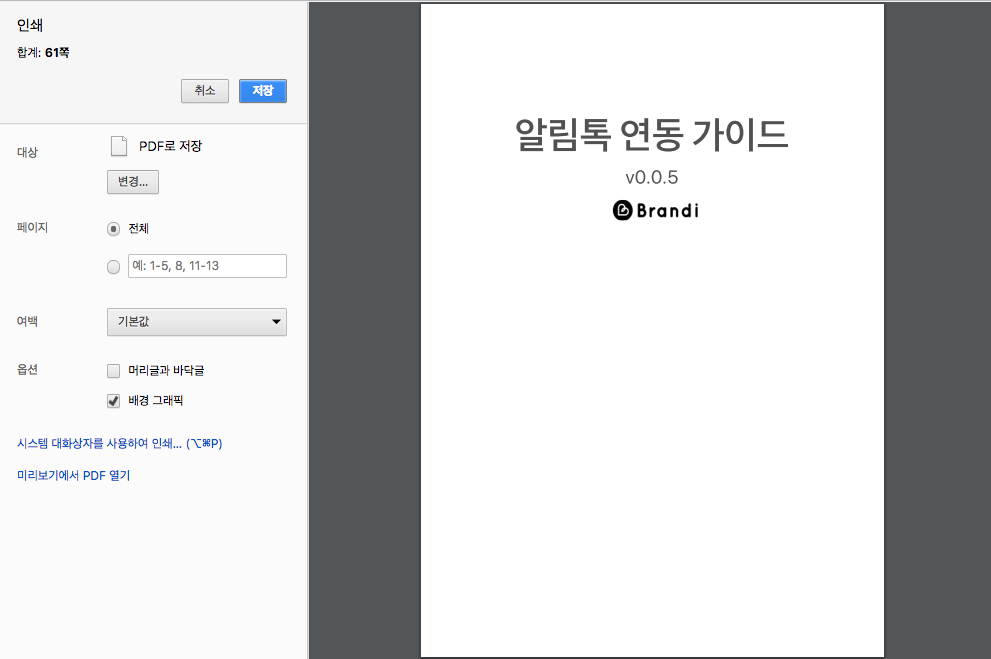 인쇄
합계: 61쪽
취소 저장
대상 PDF로 저장
변경...
페이지 전체
예: 1-5, 8, 11-13
여백 기본값
옵션 머리글과 바닥글
배경 그래픽
시스템 대화상자를 사용하여 인쇄... (⌥⌘P)
미리보기에서 PDF 열기
알림톡 연동 가이드
v0.0.5
Brandi